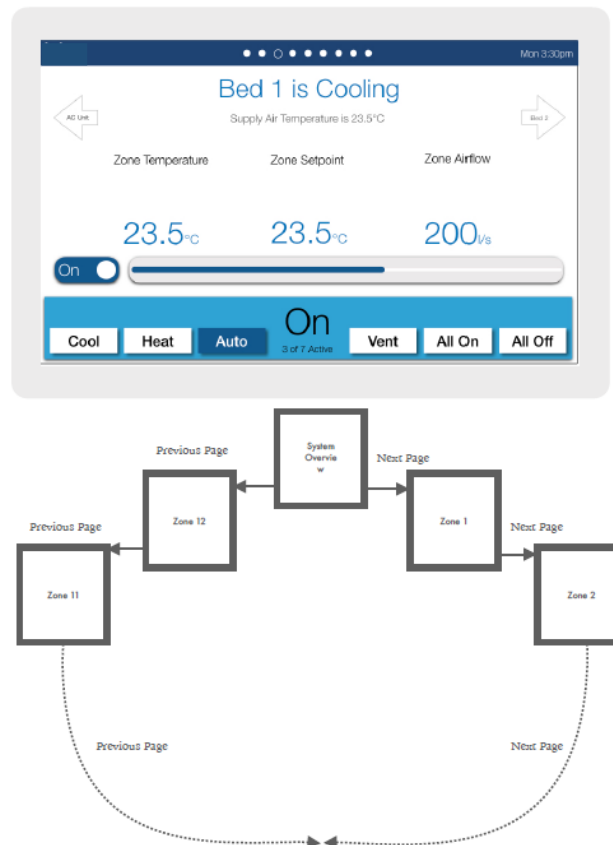 Mon 3:30pm
Bed 1 is Cooling
AC Unit
Supply Air Temperature is 23.5°C
Bed 2
Zone Temperature
Zone Setpoint
Zone Airflow
23.5°C
23.5°C
200l/s
On
On
Cool
Heat
Auto
3 of 7 Active
Vent
All On
All Off
System
Overvie
w
Previous Page
Next Page
Zone 12
Zone 1
Previous Page
Next Page
Zone 11
Zone 2
Previous Page
Next Page